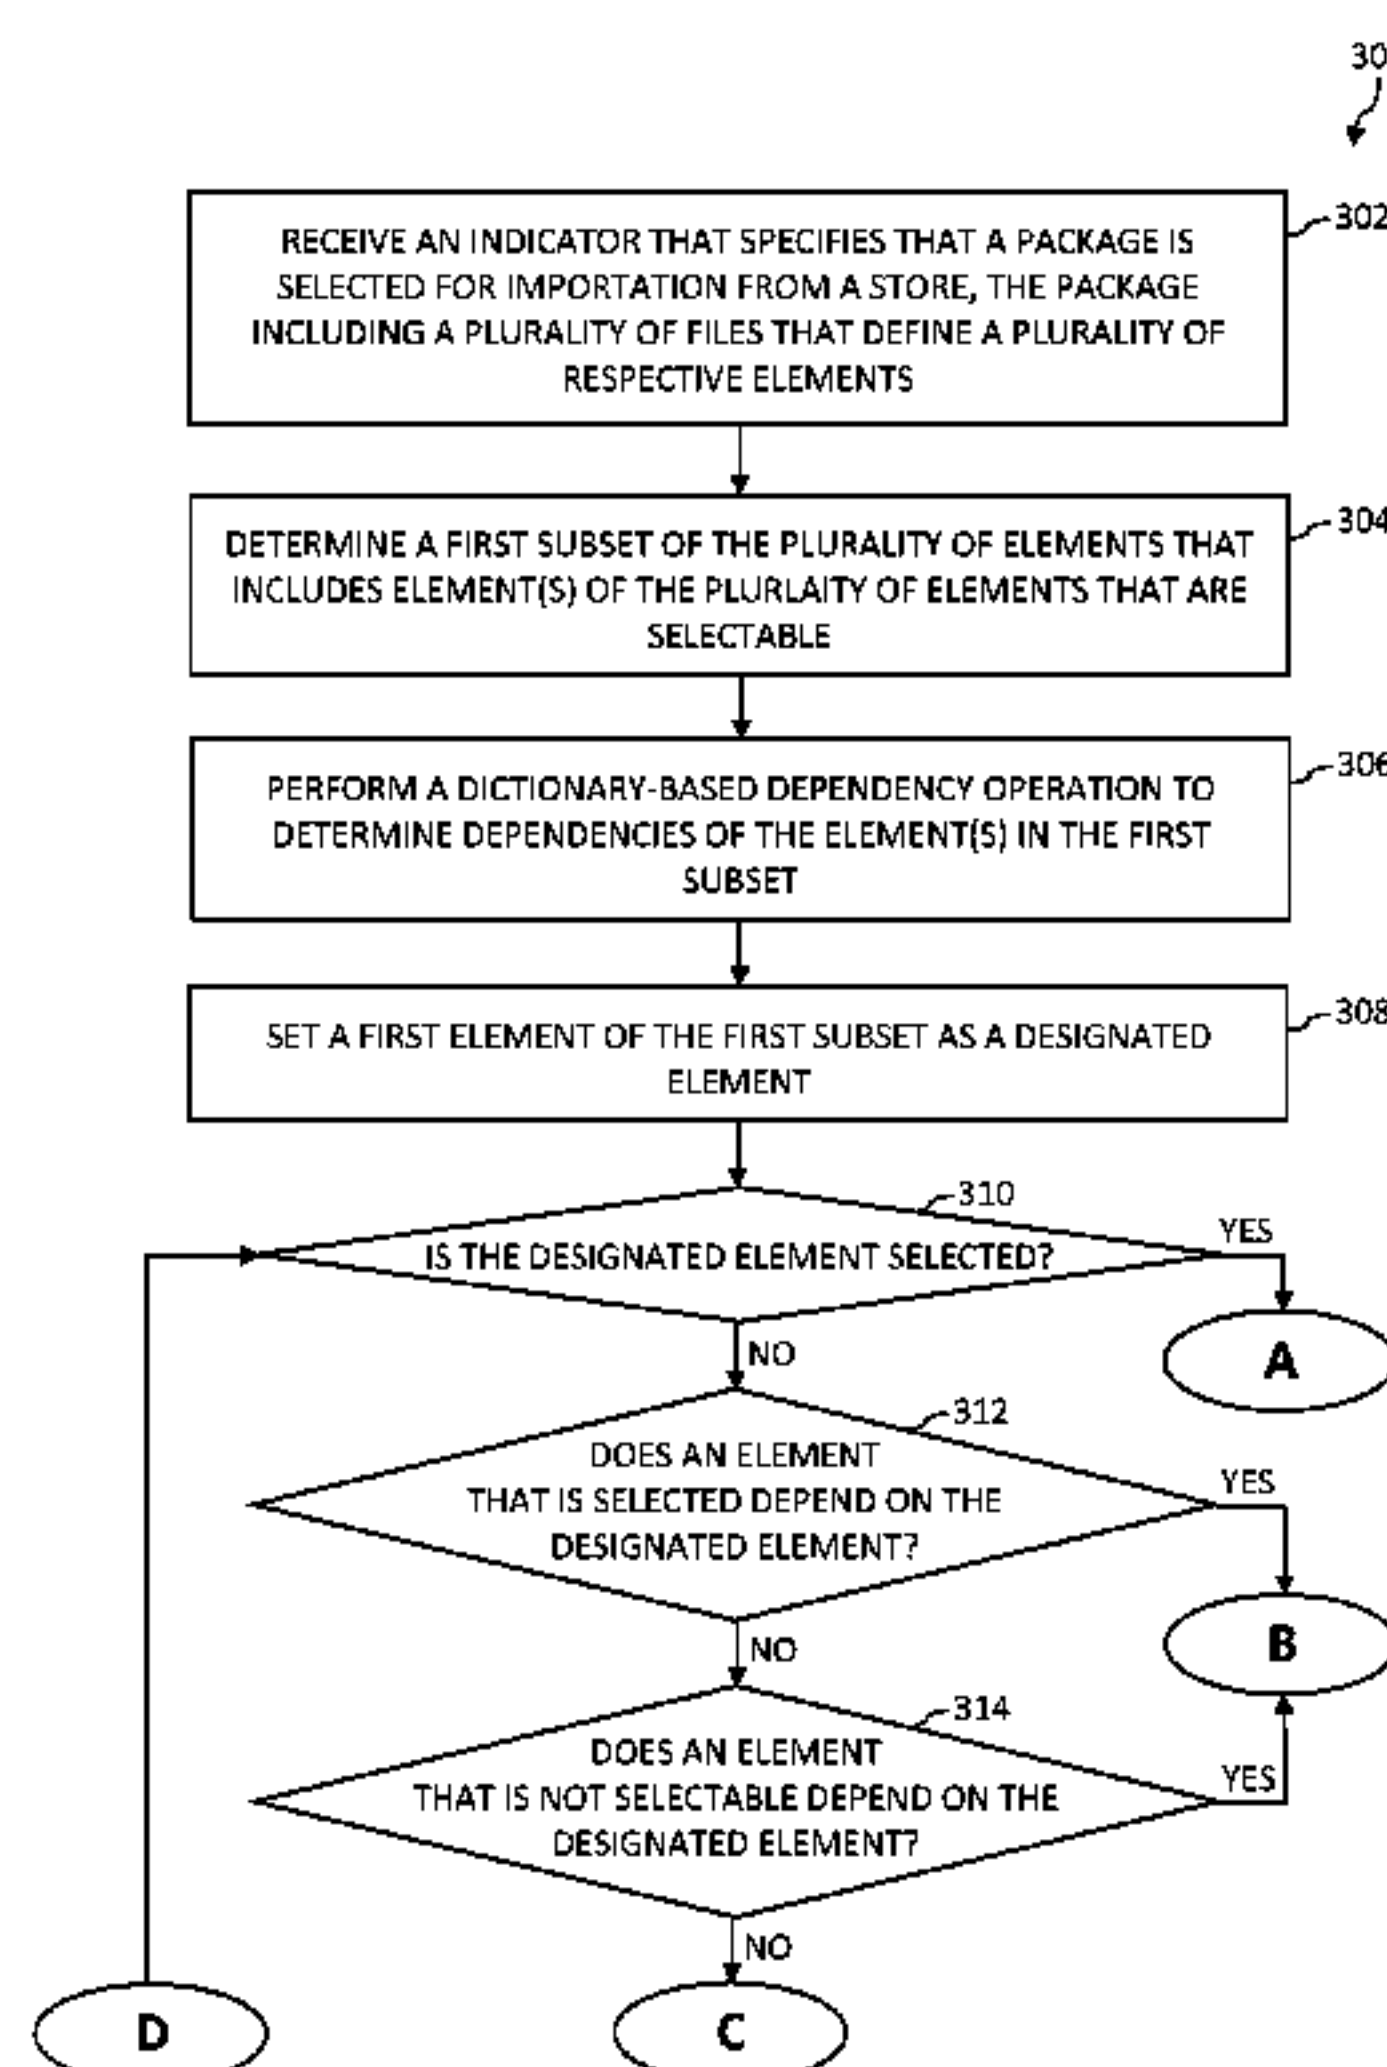 30
302
RECEIVE AN INDICATOR THAT SPECIFIES THAT A PACKAGE IS
SELECTED FOR IMPORTATION FROM A STORE, THE PACKAGE
INCLUDING A PLURALITY OF FILES THAT DEFINE A PLURALITY OF
RESPECTIVE ELEMENTS
304
DETERMINE A FIRST SUBSET OF THE PLURALITY OF ELEMENTS THAT
INCLUDES ELEMENT(S) OF THE PLURLAITY OF ELEMENTS THAT ARE
SELECTABLE
306
PERFORM A DICTIONARY-BASED DEPENDENCY OPERATION TO
DETERMINE DEPENDENCIES OF THE ELEMENT(S) IN THE FIRST
SUBSET
308
SET A FIRST ELEMENT OF THE FIRST SUBSET AS A DESIGNATED
ELEMENT
310
IS THE DESIGNATED ELEMENT SELECTED?
YES
A
NO
312
DOES AN ELEMENT
THAT IS SELECTED DEPEND ON THE
DESIGNATED ELEMENT?
YES
B
NO
314
DOES AN ELEMENT
THAT IS NOT SELECTABLE DEPEND ON THE
DESIGNATED ELEMENT?
YES
NO
D
C